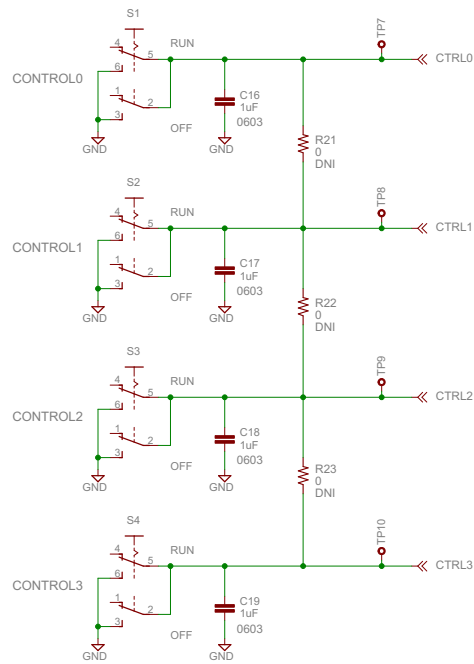 S1
TP7
4
RUN
5
CTRL0
CONTROL0
6
C16
1uF
0603
1
2
3
OFF
GND
GND
R21
0
DNI
S2
TP8
4
RUN
5
CTRL1
CONTROL1
6
C17
1uF
0603
1
2
3
OFF
GND
GND
R22
0
DNI
S3
TP9
4
RUN
5
CTRL2
CONTROL2
6
C18
1uF
0603
1
2
3
OFF
GND
GND
R23
0
DNI
S4
TP10
4
RUN
5
CTRL3
CONTROL3
6
C19
1uF
0603
1
2
3
OFF
GND
GND